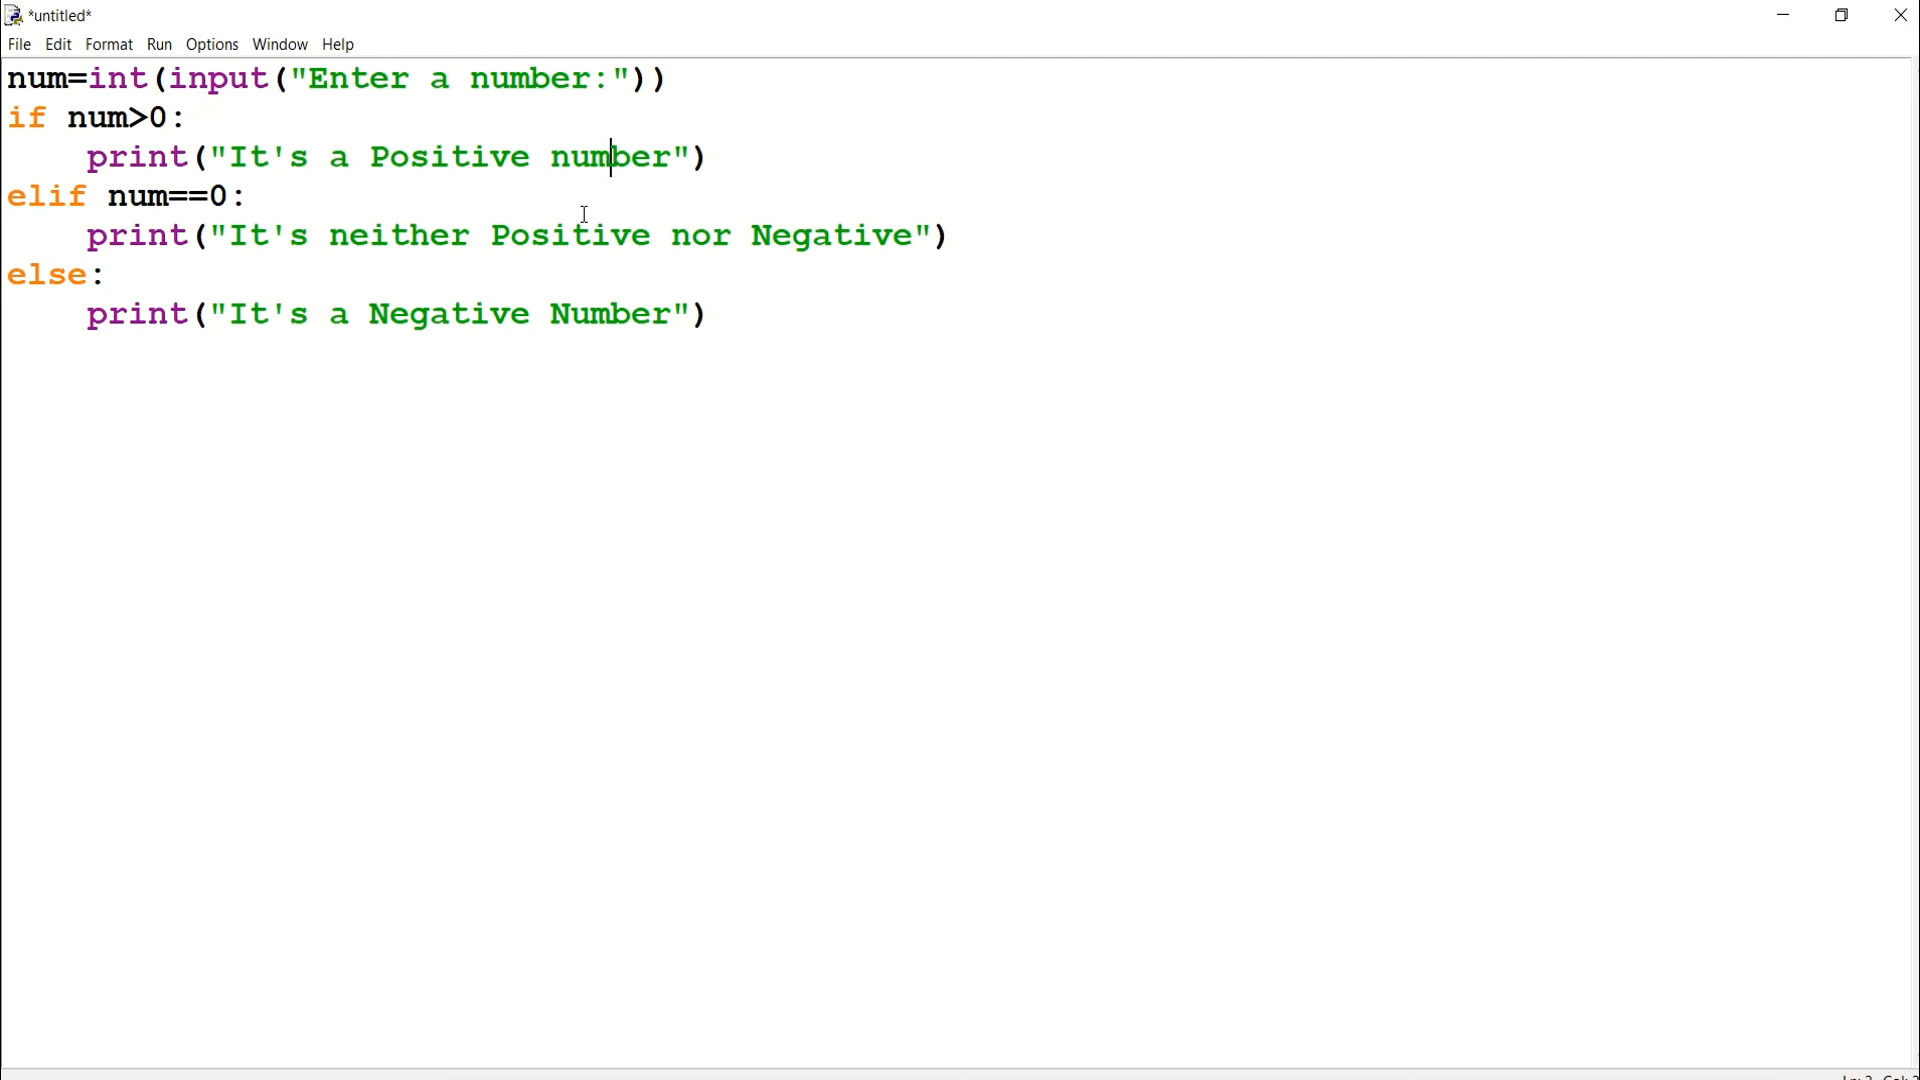 *untitled*
File Edit Format Run Options Window Help
num=int(input("Enter a number:"))
if num>0:
    print("It's a Positive number")
elif num==0:
    print("It's neither Positive nor Negative")
else:
    print("It's a Negative Number")